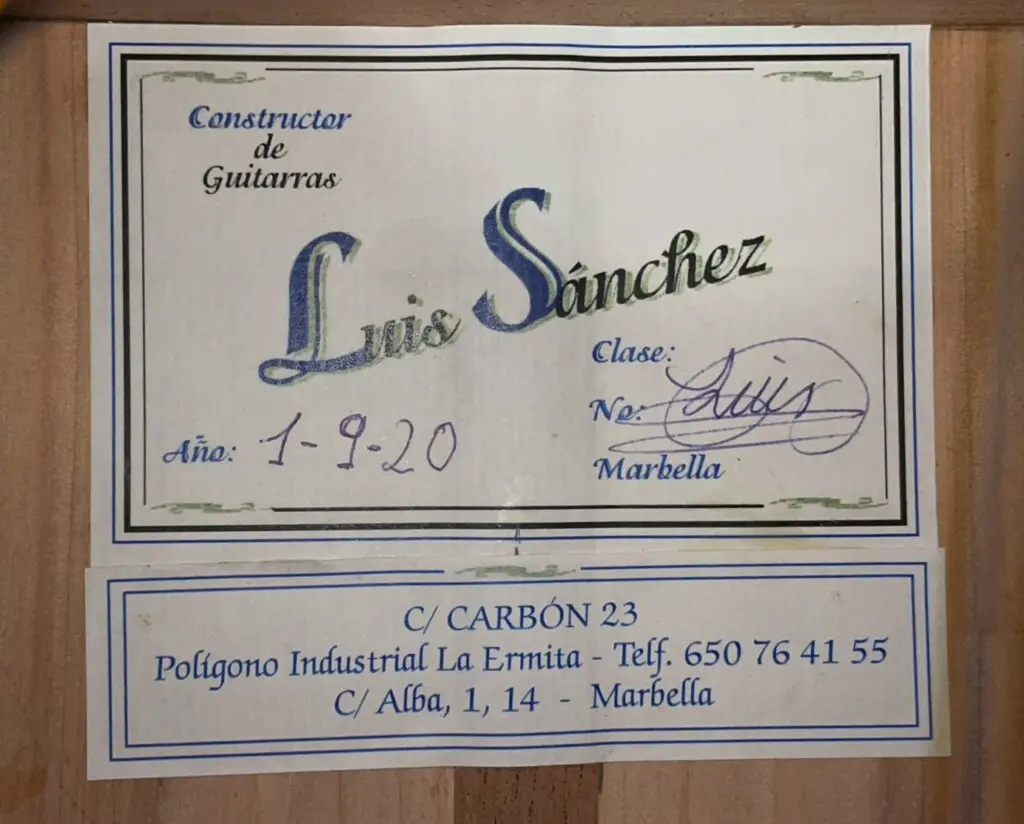 Constructor
de
Guitarras
Luis Sánchez
Clase:
No: Luis
Año: 1-9-20
Marbella
C/ CARBÓN 23
Polígono Industrial La Ermita - Telf. 650 76 41 55
C/ Alba, 1, 14 - Marbella